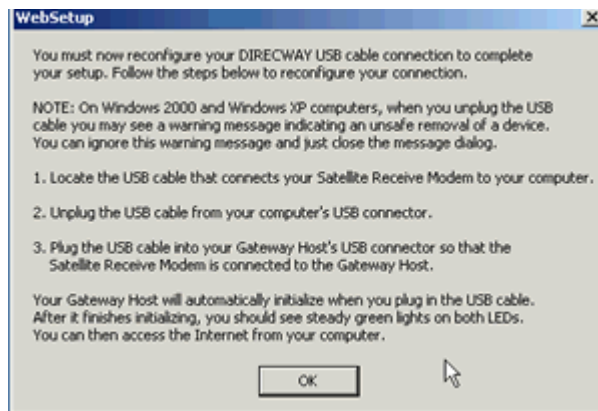 WebSetup
You must now reconfigure your DIRECWAY USB cable connection to complete
your setup. Follow the steps below to reconfigure your connection.
NOTE: On Windows 2000 and Windows XP computers, when you unplug the USB
cable you may see a warning message indicating an unsafe removal of a device.
You can ignore this warning message and just close the message dialog.
1. Locate the USB cable that connects your Satellite Receive Modem to your computer.
2. Unplug the USB cable from your computer's USB connector.
3. Plug the USB cable into your Gateway Host's USB connector so that the
Satellite Receive Modem is connected to the Gateway Host.
Your Gateway Host will automatically initialize when you plug in the USB cable.
After it finishes initializing, you should see steady green lights on both LEDs.
You can then access the Internet from your computer.
OK